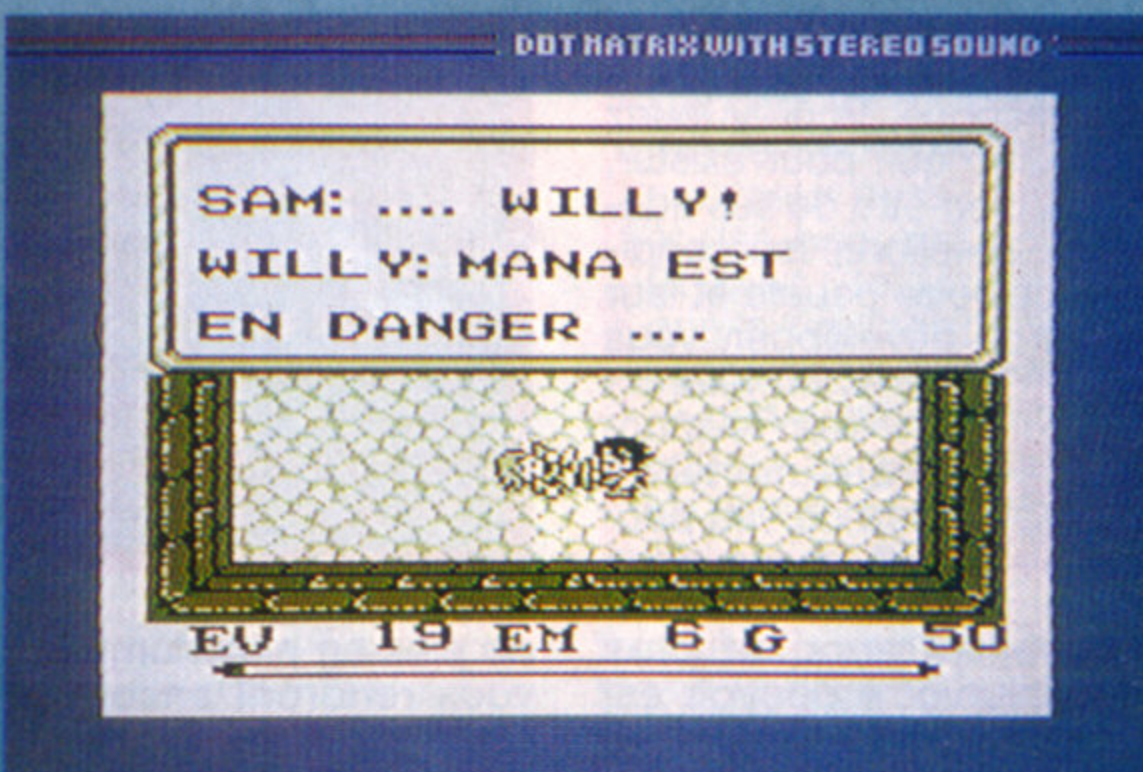 DOT MATRIX WITH STEREO SOUND
SAM: .... WILLY!
WILLY: MANA EST
EN DANGER ....
EV 19 EM 6 G 50